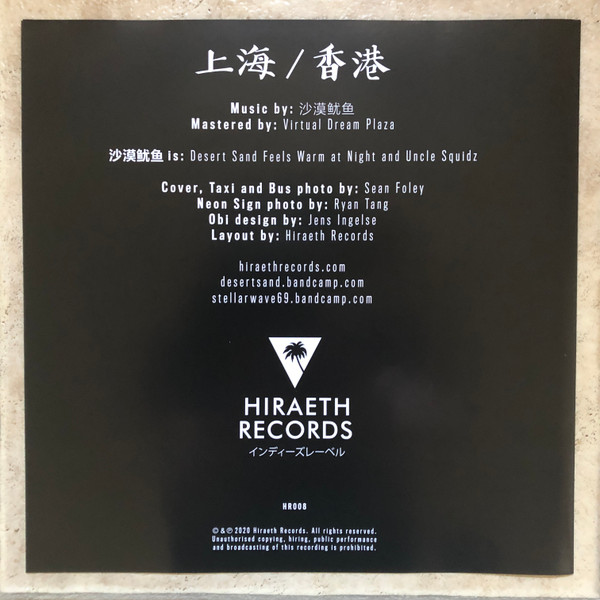 上海/香港
Music by: 沙漠鱿鱼
Mastered by: Virtual Dream Plaza
沙漠鱿鱼 is: Desert Sand Feels Warm at Night and Uncle Squidz
Cover, Taxi and Bus photo by: Sean Foley
Neon Sign photo by: Ryan Tang
Obi design by: Jens Ingelse
Layout by: Hiraeth Records
hiraethrecords.com
desertsand.bandcamp.com
stellarwave69.bandcamp.com
HIRAETH
RECORDS
インディーズレーベル
HR008
© & ℗ 2020 Hiraeth Records. All rights reserved.
Unauthorised copying, hiring, public performance
and broadcasting of this recording is prohibited.